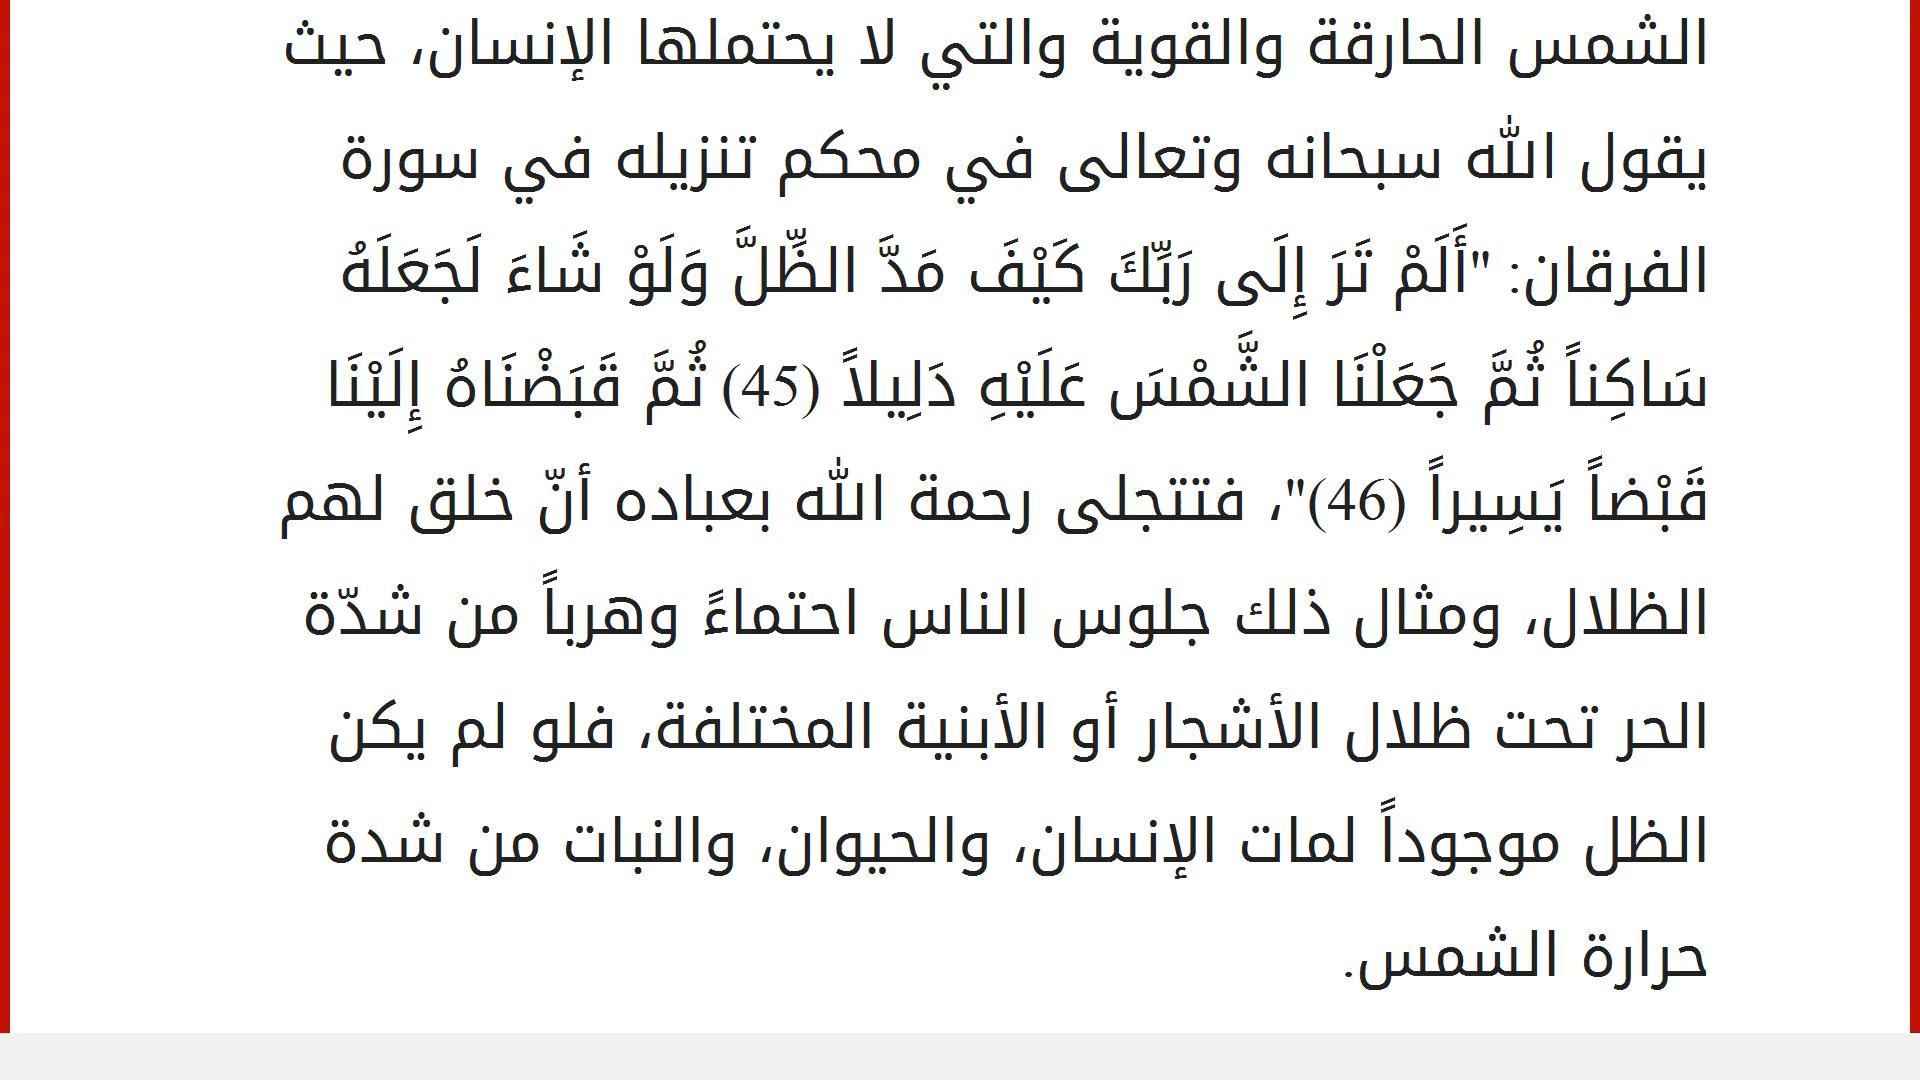 الشمس الحارقة والقوية والتي لا يحتملها الإنسان، حيث
يقول الله سبحانه وتعالى في محكم تنزيله في سورة
الفرقان: "أَلَمْ تَرَ إِلَى رَبِّكَ كَيْفَ مَدَّ الظِّلَّ وَلَوْ شَاءَ لَجَعَلَهُ
سَاكِناً ثُمَّ جَعَلْنَا الشَّمْسَ عَلَيْهِ دَلِيلاً (45) ثُمَّ قَبَضْنَاهُ إِلَيْنَا
قَبْضاً يَسِيراً (46)"، فتتجلى رحمة الله بعباده أنّ خلق لهم
الظلال، ومثال ذلك جلوس الناس احتماءً وهرباً من شدّة
الحر تحت ظلال الأشجار أو الأبنية المختلفة، فلو لم يكن
الظل موجوداً لمات الإنسان، والحيوان، والنبات من شدة
حرارة الشمس.